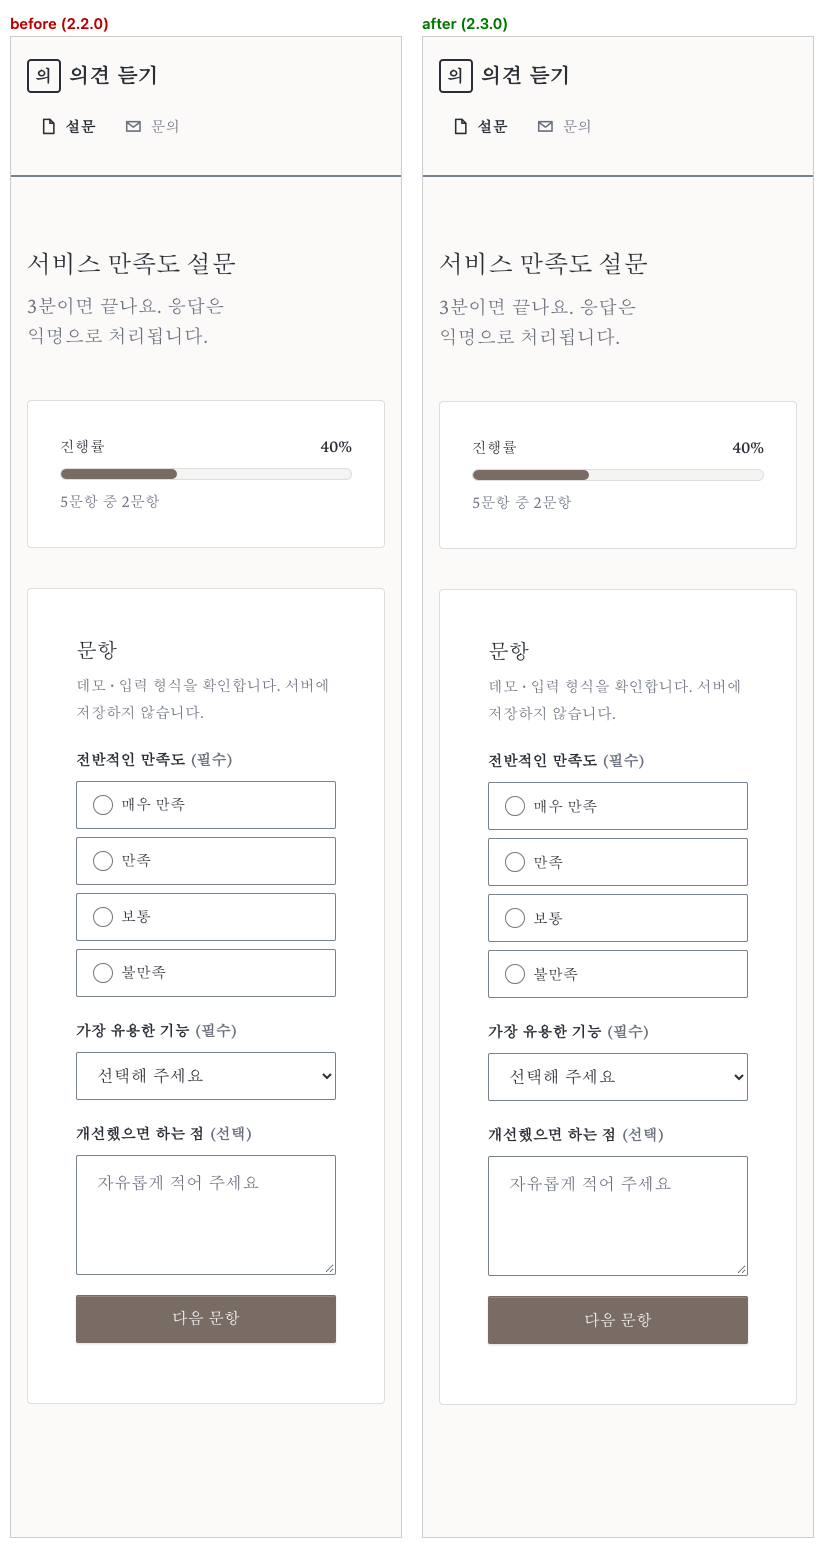 before (2.2.0)
의 의견 듣기
설문 문의
서비스 만족도 설문
3분이면 끝나요. 응답은
익명으로 처리됩니다.
진행률 40%
5문항 중 2문항
문항
데모 · 입력 형식을 확인합니다. 서버에
저장하지 않습니다.
전반적인 만족도 (필수)
매우 만족
만족
보통
불만족
가장 유용한 기능 (필수)
선택해 주세요
개선했으면 하는 점 (선택)
자유롭게 적어 주세요
다음 문항
after (2.3.0)
의 의견 듣기
설문 문의
서비스 만족도 설문
3분이면 끝나요. 응답은
익명으로 처리됩니다.
진행률 40%
5문항 중 2문항
문항
데모 · 입력 형식을 확인합니다. 서버에
저장하지 않습니다.
전반적인 만족도 (필수)
매우 만족
만족
보통
불만족
가장 유용한 기능 (필수)
선택해 주세요
개선했으면 하는 점 (선택)
자유롭게 적어 주세요
다음 문항